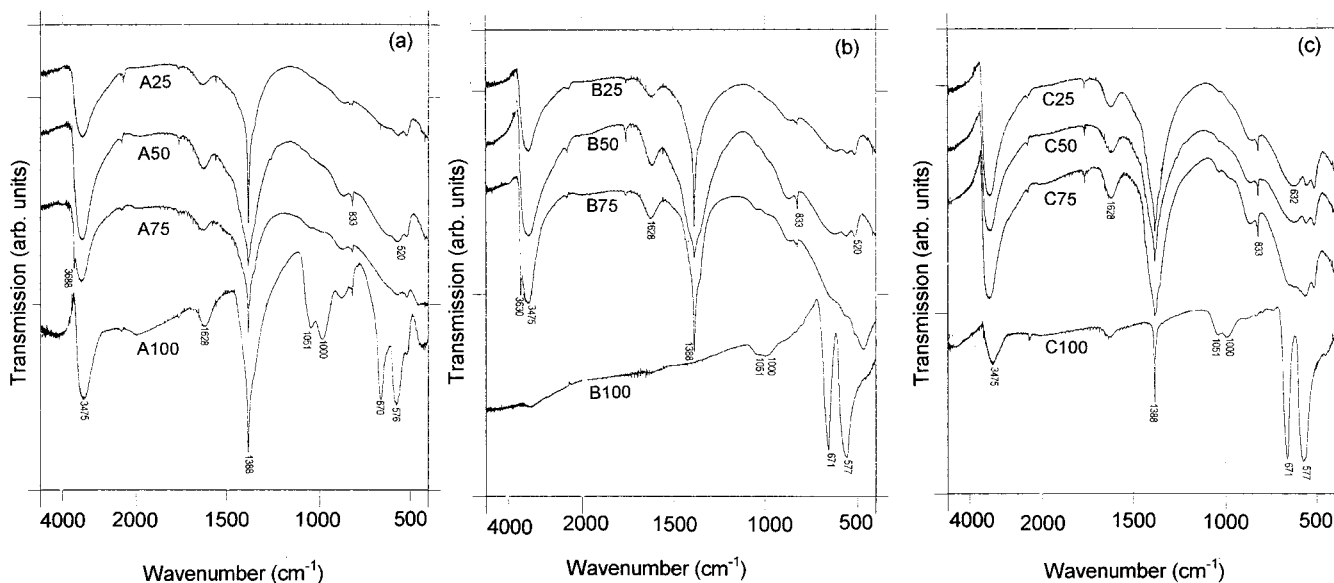 (a)
A25
A50
A75
A100
833
520
3688
1628
1051
1000
3475
670
576
1388
Transmission (arb. units)
4000 2000 1500 1000 500
Wavenumber (cm⁻¹)
(b)
B25
B50
B75
B100
833
1628
520
3630
3475
1388
1051
1000
671
577
Transmission (arb. units)
4000 2000 1500 1000 500
Wavenumber (cm⁻¹)
(c)
C25
C50
C75
C100
632
1628
833
3475
1388
1051
1000
671
577
Transmission (arb. units)
4000 2000 1500 1000 500
Wavenumber (cm⁻¹)